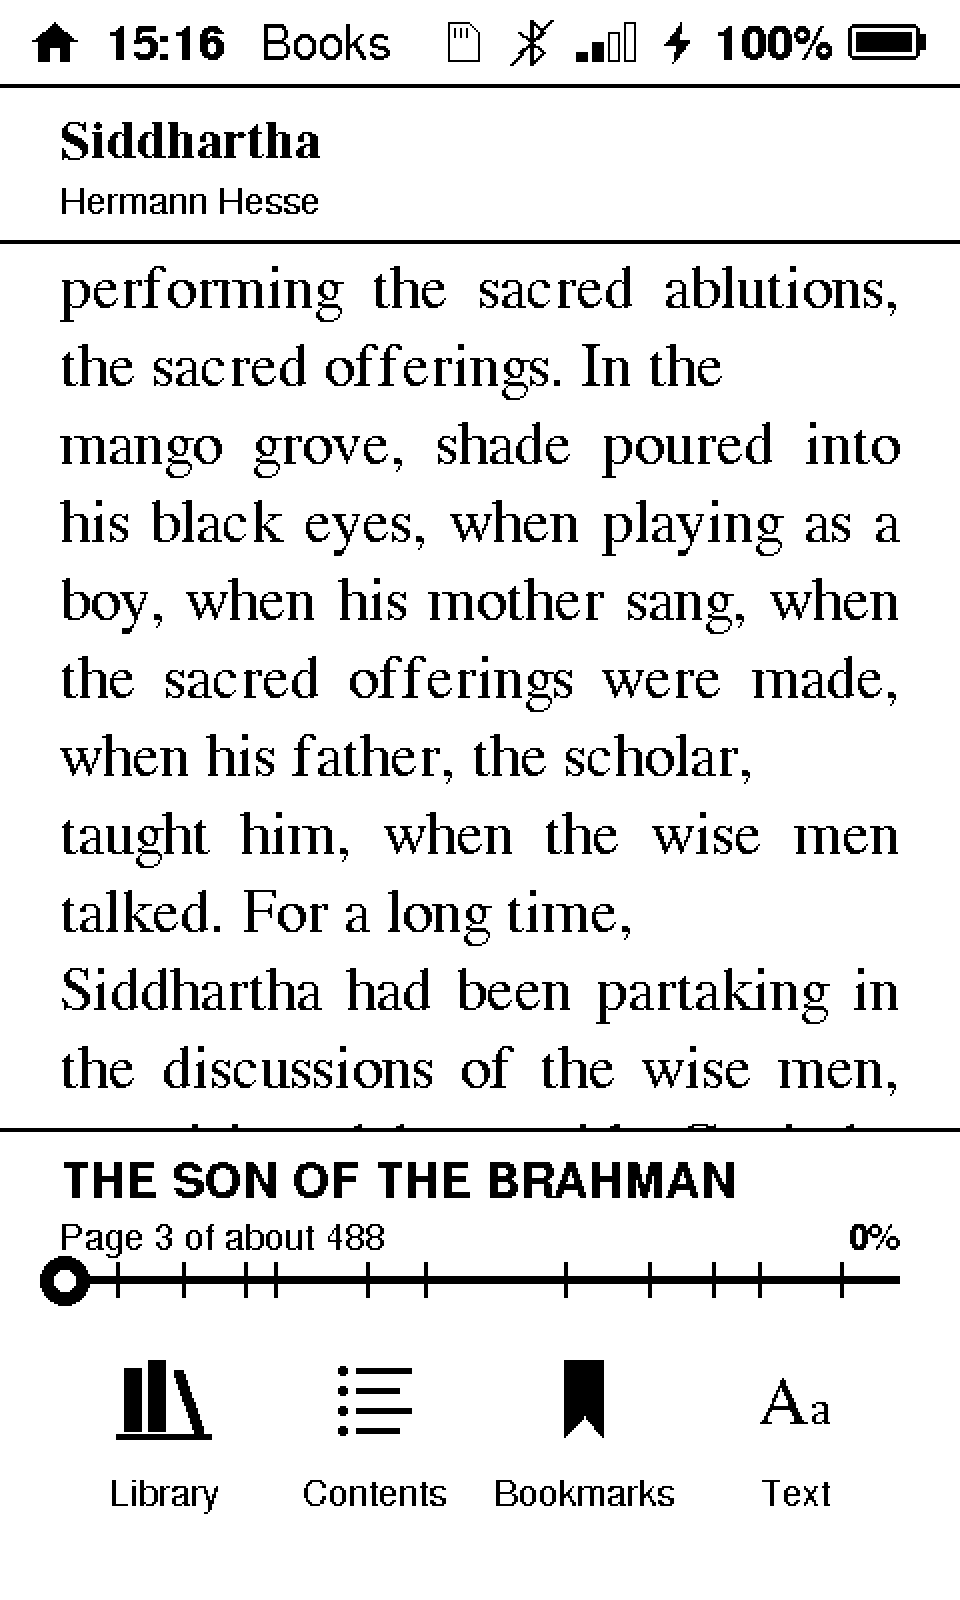 15:16 Books 100%
Siddhartha
Hermann Hesse
performing the sacred ablutions,
the sacred offerings. In the
mango grove, shade poured into
his black eyes, when playing as a
boy, when his mother sang, when
the sacred offerings were made,
when his father, the scholar,
taught him, when the wise men
talked. For a long time,
Siddhartha had been partaking in
the discussions of the wise men,
THE SON OF THE BRAHMAN
Page 3 of about 488 0%
Library Contents Bookmarks Aa Text